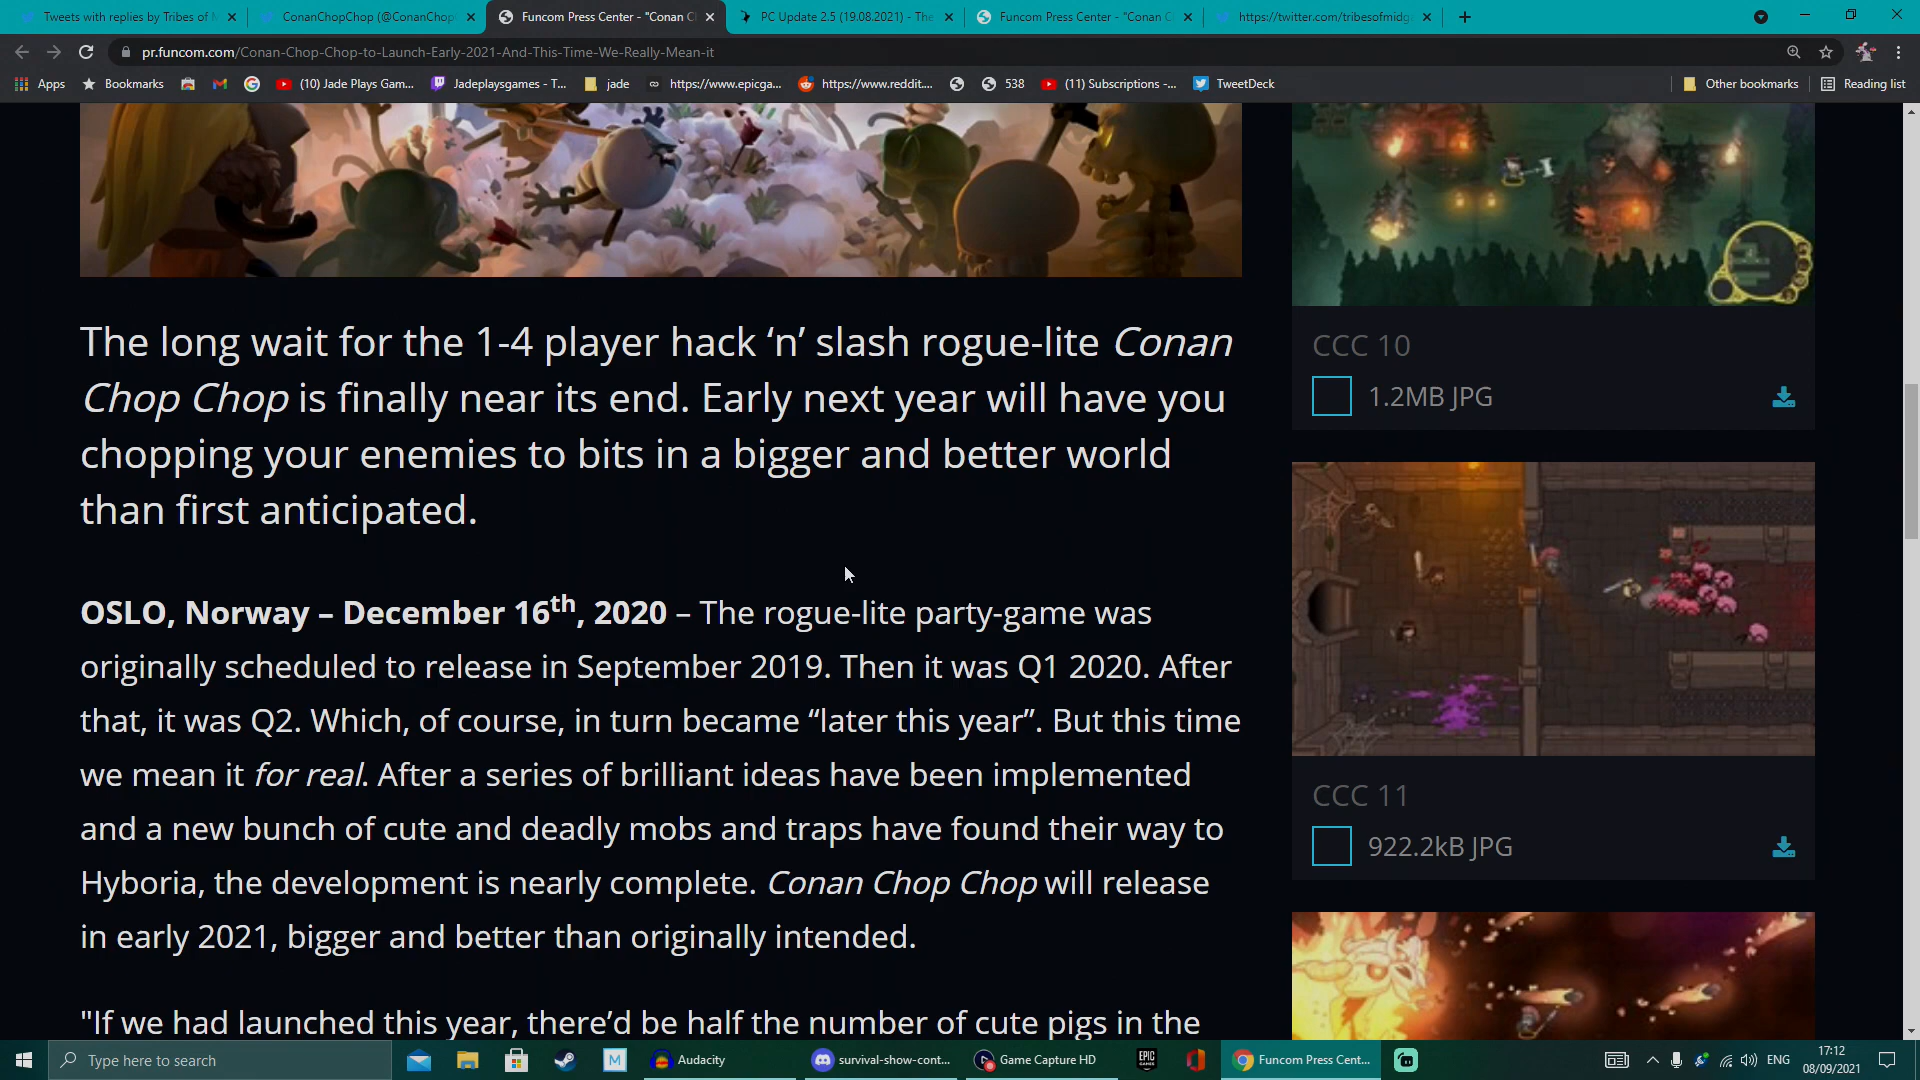 Tweets with replies by Tribes of M
ConanChopChop (@ConanChop
Funcom Press Center - "Conan C
PC Update 2.5 (19.08.2021) - The
Funcom Press Center - "Conan C
https://twitter.com/tribesofmidg
pr.funcom.com/Conan-Chop-Chop-to-Launch-Early-2021-And-This-Time-We-Really-Mean-it
Apps
Bookmarks
(10) Jade Plays Gam...
Jadeplaysgames - T...
jade
https://www.epicga...
https://www.reddit....
538
(11) Subscriptions -...
TweetDeck
Other bookmarks
Reading list
The long wait for the 1-4 player hack ‘n’ slash rogue-lite Conan
Chop Chop is finally near its end. Early next year will have you
chopping your enemies to bits in a bigger and better world
than first anticipated.
OSLO, Norway – December 16th, 2020 – The rogue-lite party-game was
originally scheduled to release in September 2019. Then it was Q1 2020. After
that, it was Q2. Which, of course, in turn became “later this year”. But this time
we mean it for real. After a series of brilliant ideas have been implemented
and a new bunch of cute and deadly mobs and traps have found their way to
Hyboria, the development is nearly complete. Conan Chop Chop will release
in early 2021, bigger and better than originally intended.
"If we had launched this year, there’d be half the number of cute pigs in the
CCC 10
1.2MB JPG
CCC 11
922.2kB JPG
Type here to search
M
Audacity
survival-show-cont...
Game Capture HD
EPIC
Funcom Press Cent...
ENG
17:12
08/09/2021